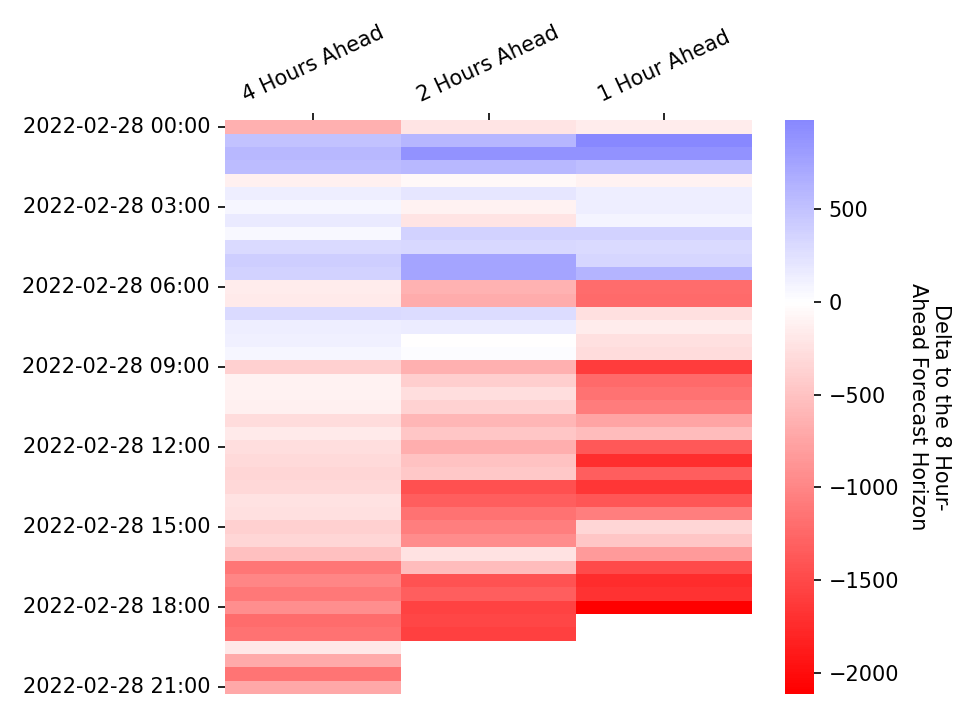 4 Hours Ahead
2 Hours Ahead
1 Hour Ahead
2022-02-28 00:00
2022-02-28 03:00
2022-02-28 06:00
2022-02-28 09:00
2022-02-28 12:00
2022-02-28 15:00
2022-02-28 18:00
2022-02-28 21:00
500
0
−500
−1000
−1500
−2000
Delta to the 8 Hour-
Ahead Forecast Horizon